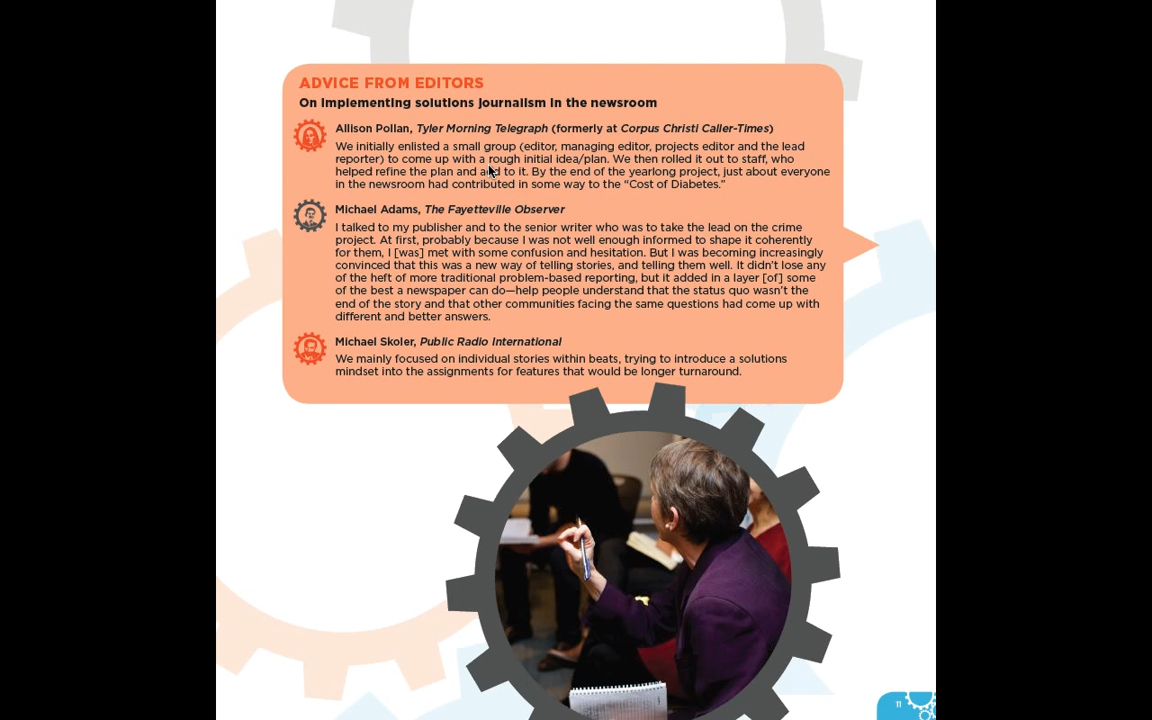 ADVICE FROM EDITORS
On implementing solutions journalism in the newsroom
Allison Pollan, Tyler Morning Telegraph (formerly at Corpus Christi Caller-Times)
We initially enlisted a small group (editor, managing editor, projects editor and the lead
reporter) to come up with a rough initial idea/plan. We then rolled it out to staff, who
helped refine the plan and add to it. By the end of the yearlong project, just about everyone
in the newsroom had contributed in some way to the “Cost of Diabetes.”
Michael Adams, The Fayetteville Observer
I talked to my publisher and to the senior writer who was to take the lead on the crime
project. At first, probably because I was not well enough informed to shape it coherently
for them, I [was] met with some confusion and hesitation. But I was becoming increasingly
convinced that this was a new way of telling stories, and telling them well. It didn’t lose any
of the heft of more traditional problem-based reporting, but it added in a layer [of] some
of the best a newspaper can do—help people understand that the status quo wasn’t the
end of the story and that other communities facing the same questions had come up with
different and better answers.
Michael Skoler, Public Radio International
We mainly focused on individual stories within beats, trying to introduce a solutions
mindset into the assignments for features that would be longer turnaround.
11